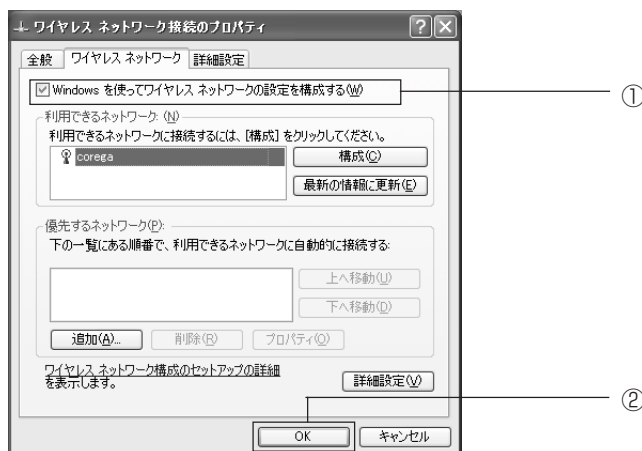 ワイヤレス ネットワーク接続のプロパティ
全般 ワイヤレス ネットワーク 詳細設定
Windows を使ってワイヤレス ネットワークの設定を構成する(W)
①
利用できるネットワーク: (N)
利用できるネットワークに接続するには、[構成] をクリックしてください。
corega
構成(C)
最新の情報に更新(E)
優先するネットワーク(P):
下の一覧にある順番で、利用できるネットワークに自動的に接続する:
上へ移動(U)
下へ移動(D)
追加(A)... 削除(R) プロパティ(O)
ワイヤレス ネットワーク構成のセットアップの詳細
を表示します。
詳細設定(V)
②
OK キャンセル